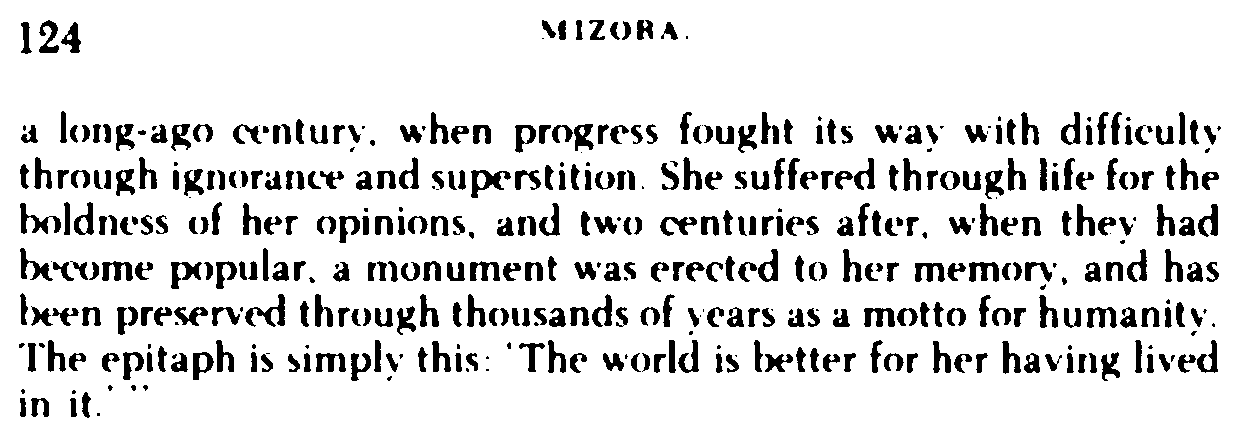 124
MIZORA.
a long-ago century, when progress fought its way with difficulty
through ignorance and superstition. She suffered through life for the
boldness of her opinions, and two centuries after, when they had
become popular, a monument was erected to her memory, and has
been preserved through thousands of years as a motto for humanity.
The epitaph is simply this: 'The world is better for her having lived
in it.' "